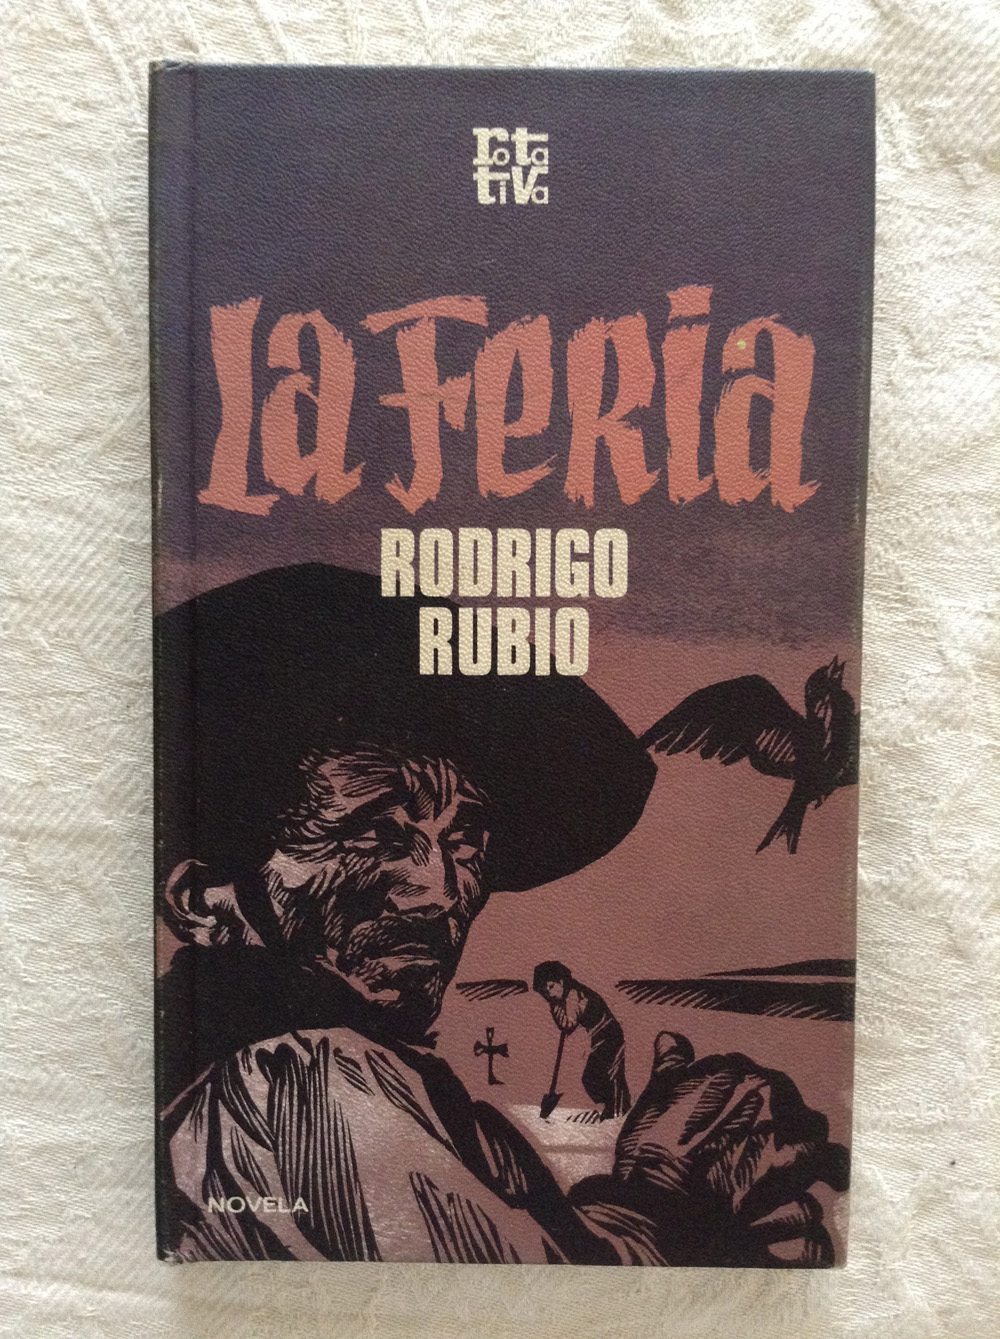 rota
tiva
La Feria
RODRIGO
RUBIO
NOVELA